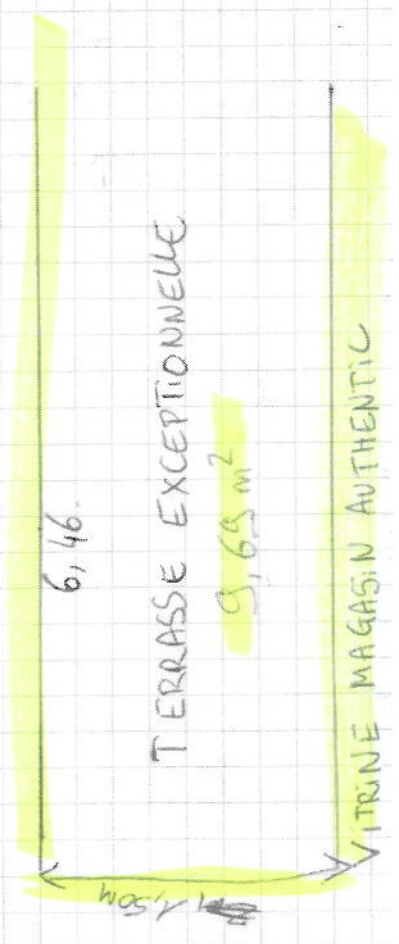 6,46.
TERRASSE EXCEPTIONNELLE
9,69 m²
VITRINE MAGASIN AUTHENTIC
1,50M